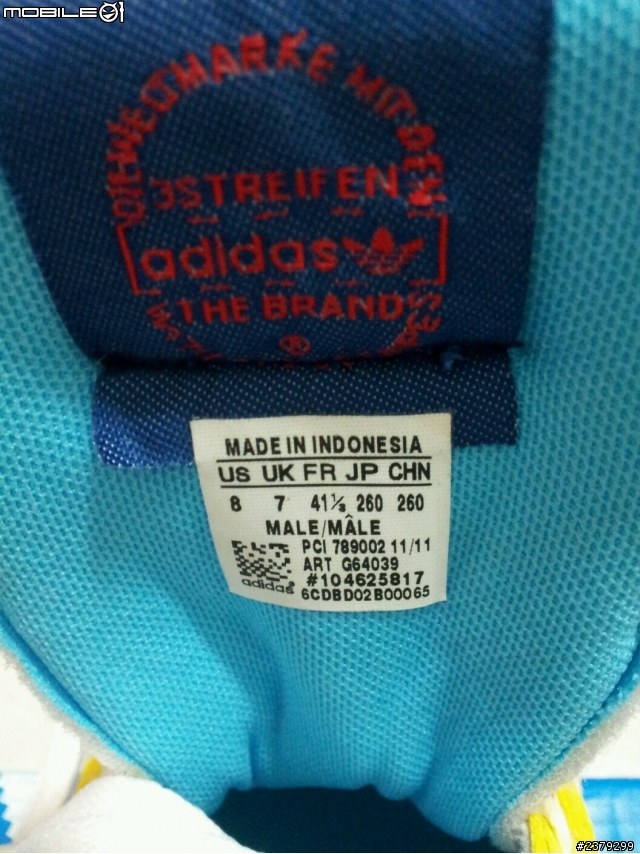 MOBILE01
DIE WELTMARKE MIT DEN
3STREIFEN
adidas
THE BRAND
®
MADE IN INDONESIA
US UK FR JP CHN
8 7 41⅓ 260 260
MALE/MÂLE
PCI 789002 11/11
ART G64039
#104625817
adidas 6CDBD02B00065
#2379299